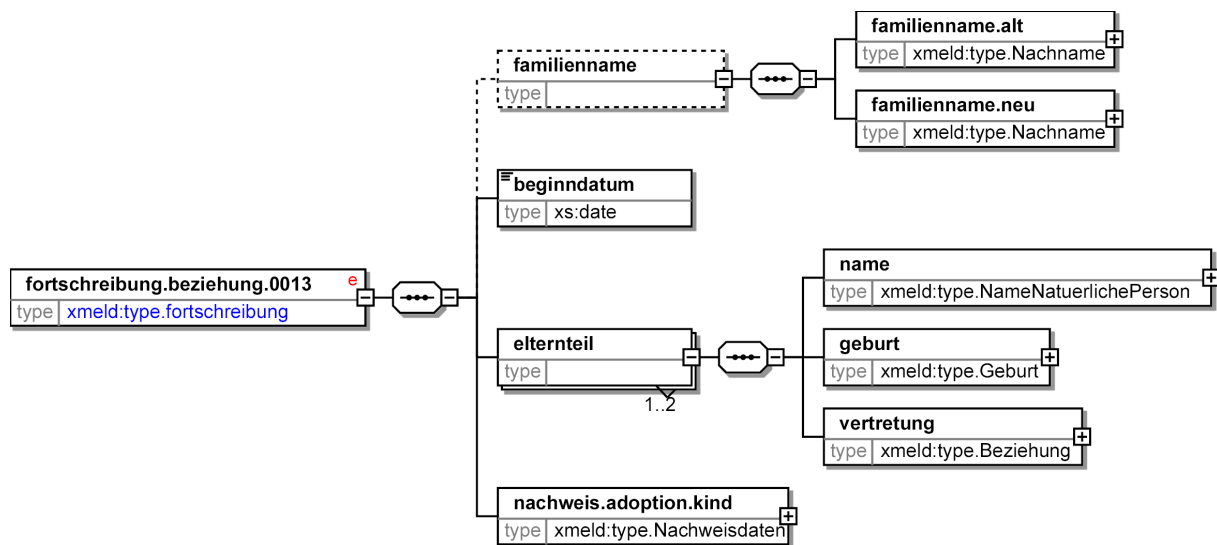 familienname.alt
type xmeld:type.Nachname
familienname
type
familienname.neu
type xmeld:type.Nachname
beginndatum
type xs:date
fortschreibung.beziehung.0013 e
type xmeld:type.fortschreibung
name
type xmeld:type.NameNatuerlichePerson
elternteil
type
1..2
geburt
type xmeld:type.Geburt
vertretung
type xmeld:type.Beziehung
nachweis.adoption.kind
type xmeld:type.Nachweisdaten